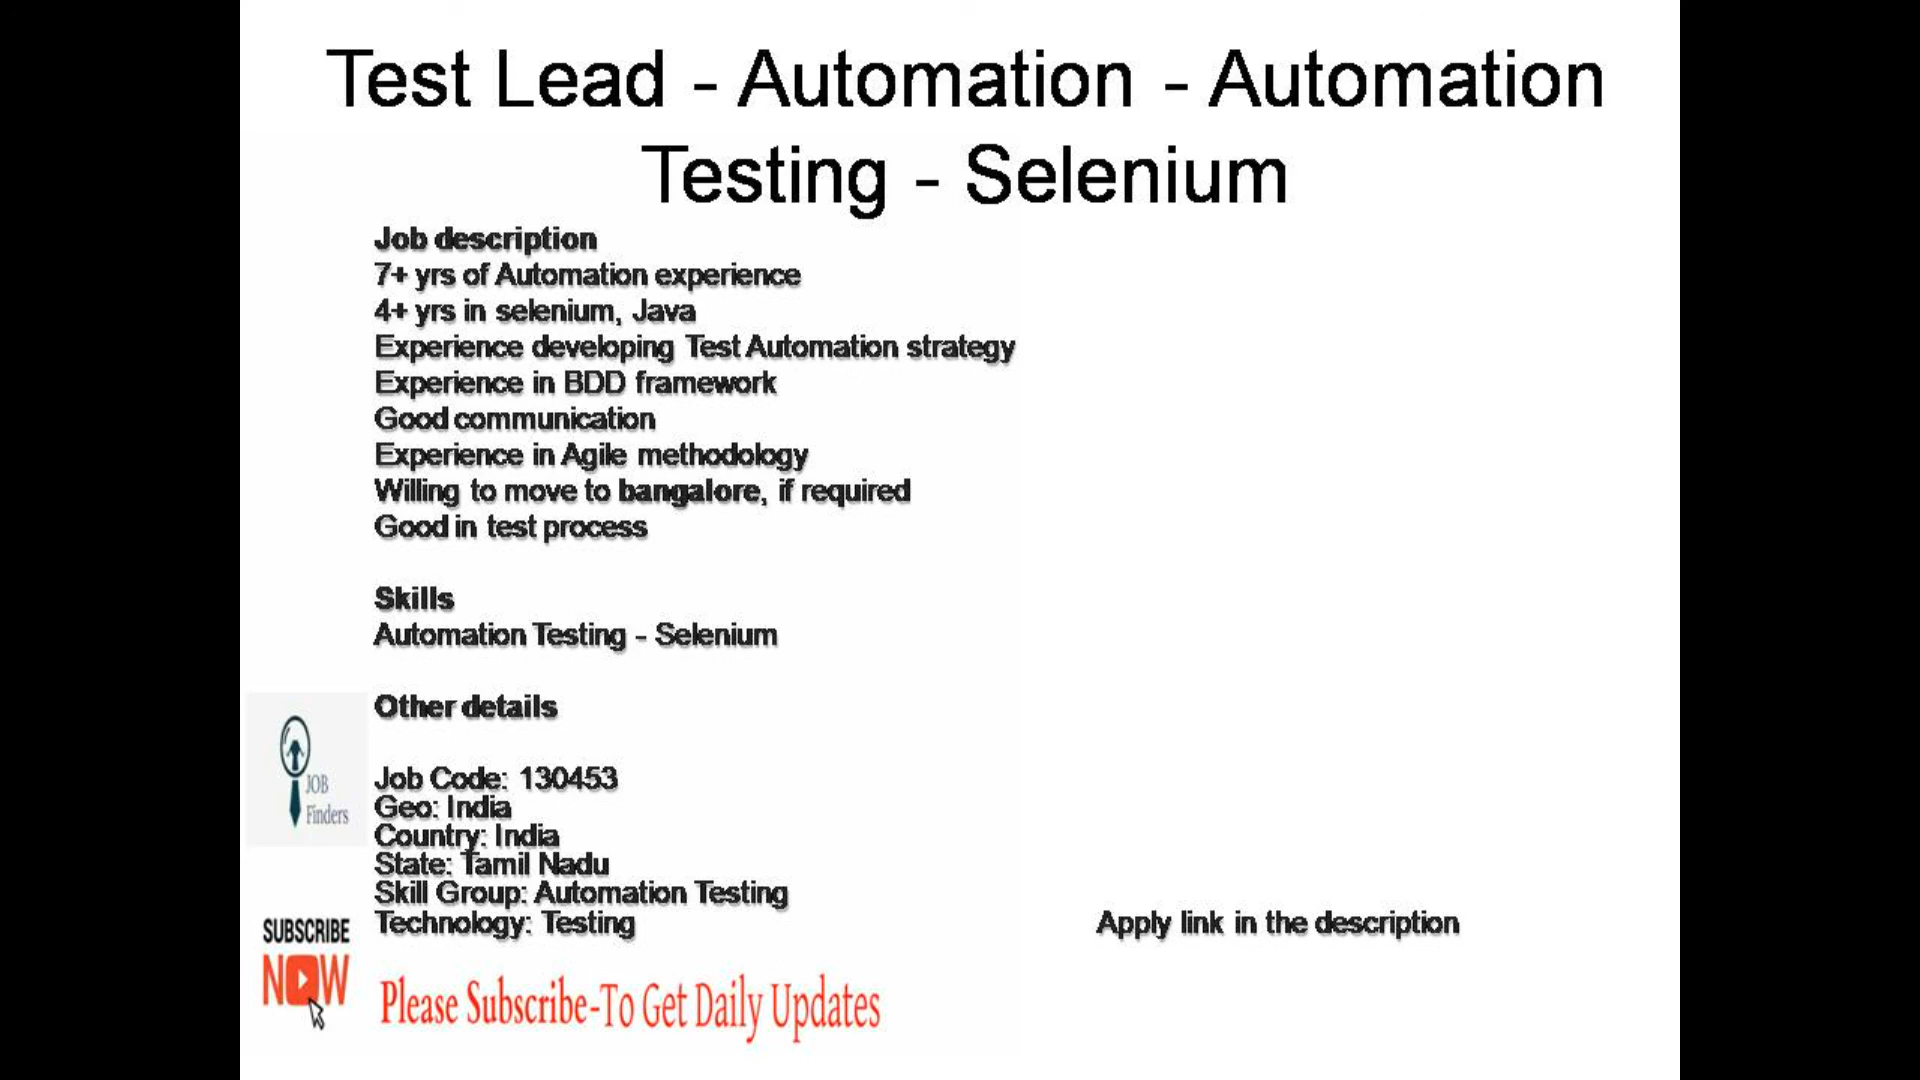 Test Lead - Automation - Automation
Testing - Selenium
Job description
7+ yrs of Automation experience
4+ yrs in selenium, Java
Experience developing Test Automation strategy
Experience in BDD framework
Good communication
Experience in Agile methodology
Willing to move to bangalore, if required
Good in test process
Skills
Automation Testing - Selenium
Other details
JOB
Finders
Job Code: 130453
Geo: India
Country: India
State: Tamil Nadu
Skill Group: Automation Testing
Technology: Testing
Apply link in the description
SUBSCRIBE
NOW
Please Subscribe-To Get Daily Updates